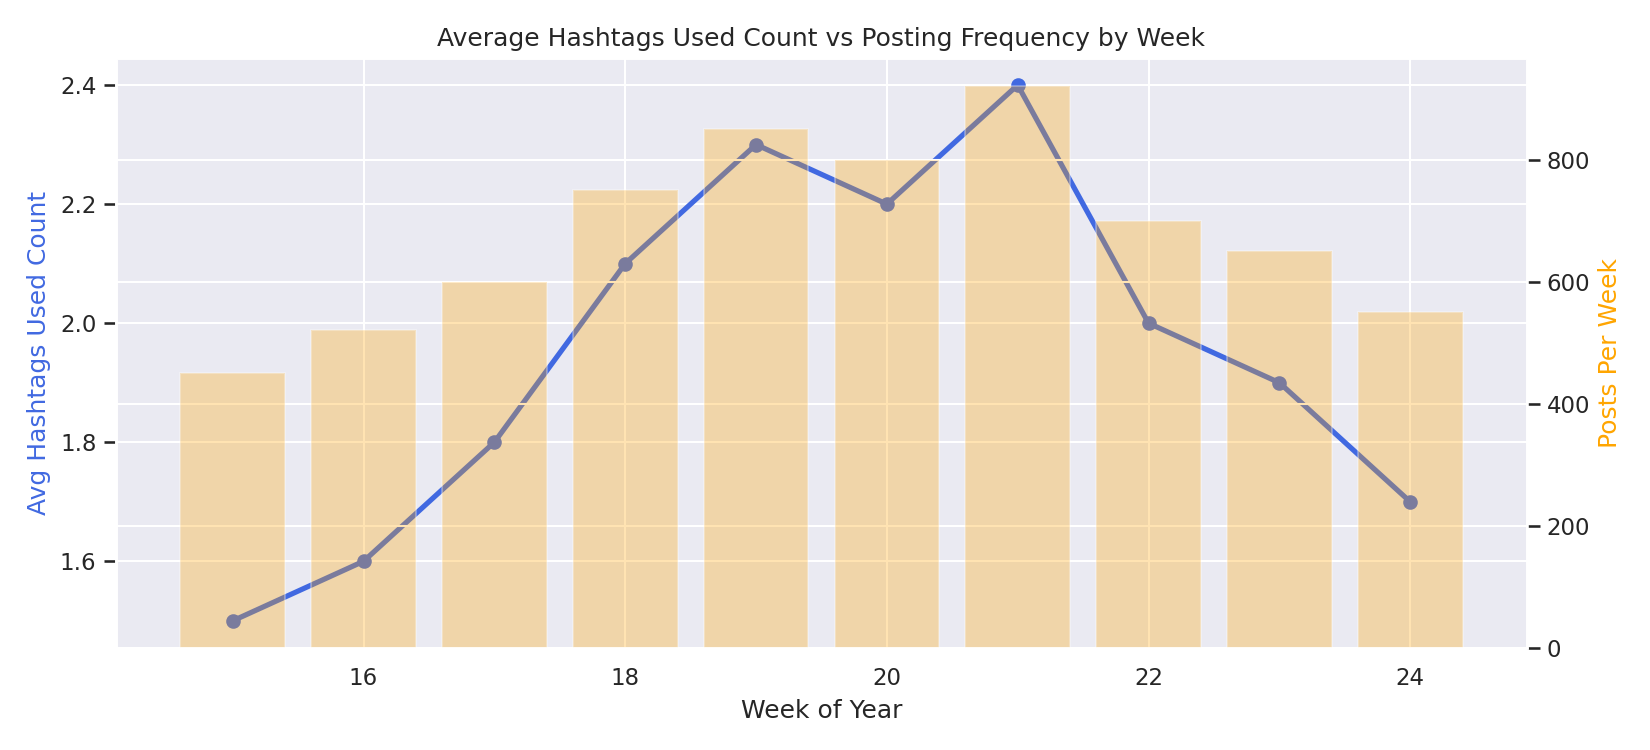 Average Hashtags Used Count vs Posting Frequency by Week
Avg Hashtags Used Count
2.4
2.2
2.0
1.8
1.6
800
600
400
200
0
Posts Per Week
16 18 20 22 24
Week of Year